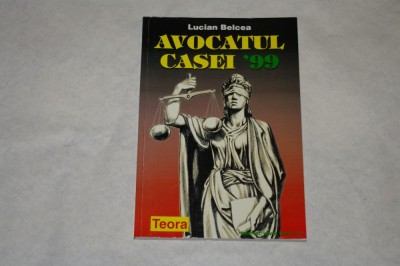 Lucian Belcea
AVOCATUL
CASEI '99
Teora